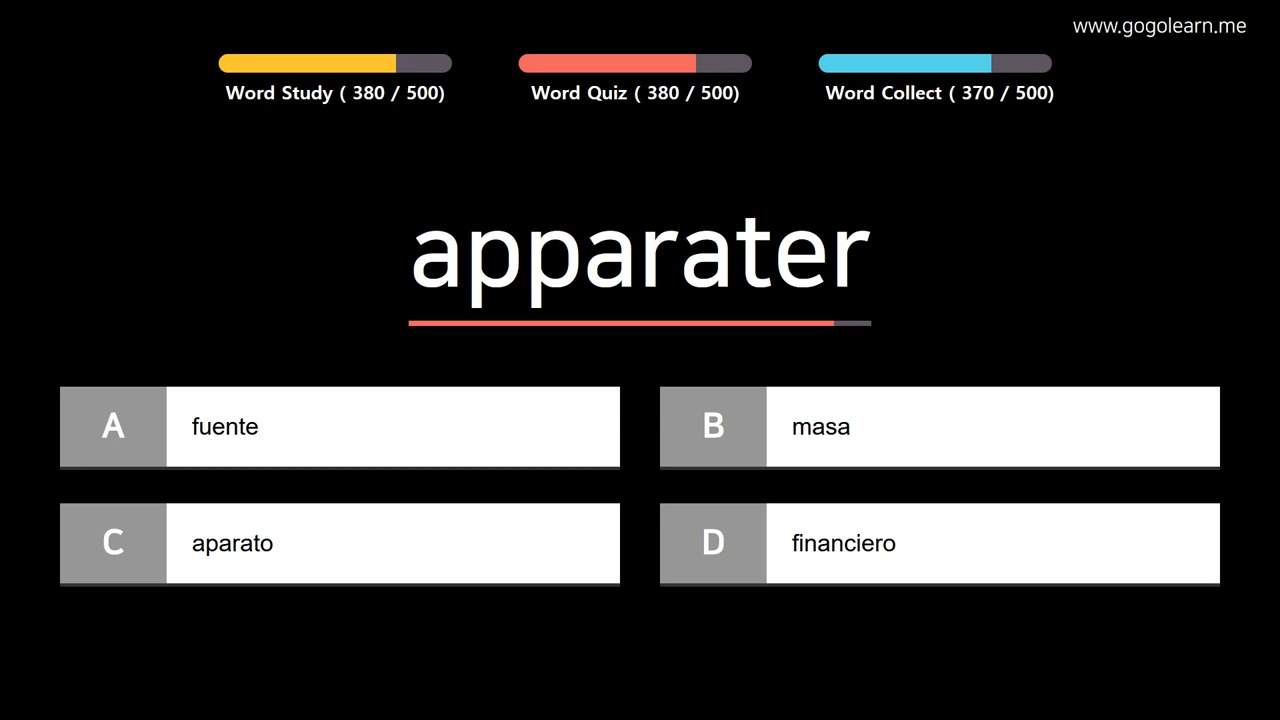 www.gogolearn.me
Word Study ( 380 / 500)
Word Quiz ( 380 / 500)
Word Collect ( 370 / 500)
apparater
A fuente
B masa
C aparato
D financiero